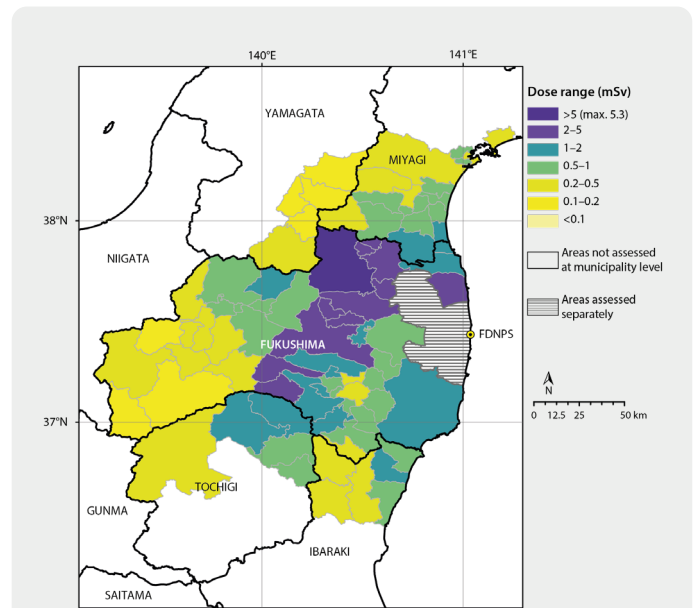 140°E
141°E
YAMAGATA
Dose range (mSv)
>5 (max. 5.3)
2–5
1–2
0.5–1
0.2–0.5
0.1–0.2
<0.1
MIYAGI
38°N
NIIGATA
Areas not assessed
at municipality level
Areas assessed
separately
FDNPS
FUKUSHIMA
N
0 12.5 25 50 km
37°N
TOCHIGI
GUNMA
IBARAKI
SAITAMA